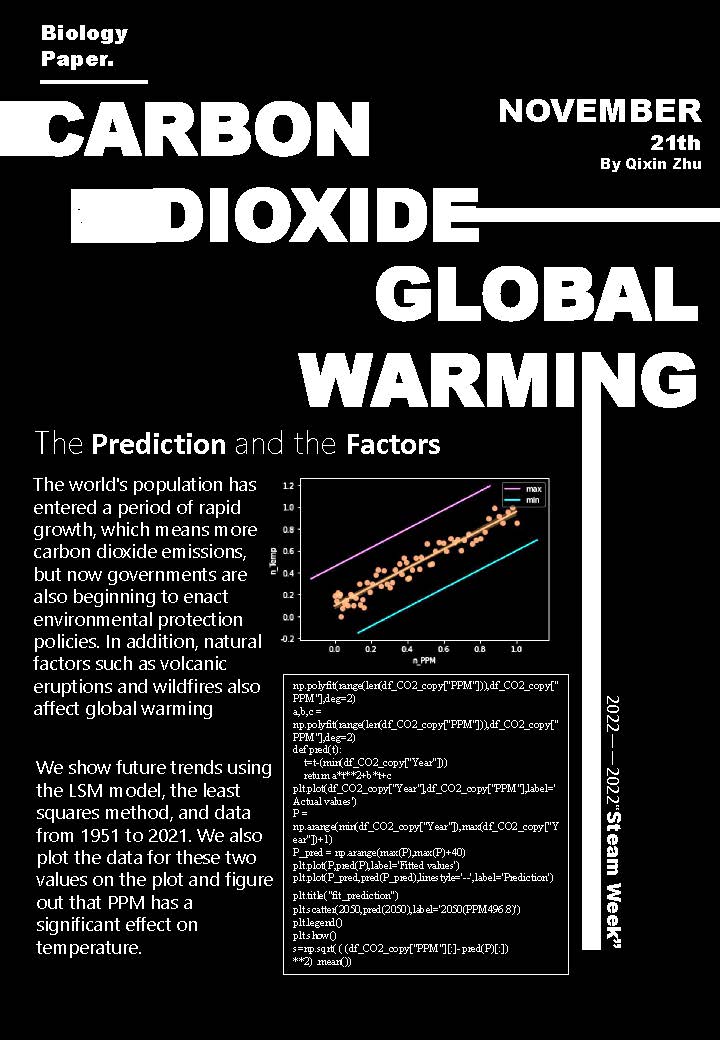 Biology
Paper.
CARBON
NOVEMBER
21th
By Qixin Zhu
DIOXIDE
GLOBAL
WARMING
The Prediction and the Factors
The world's population has
entered a period of rapid
growth, which means more
carbon dioxide emissions,
but now governments are
also beginning to enact
environmental protection
policies. In addition, natural
factors such as volcanic
eruptions and wildfires also
affect global warming
We show future trends using
the LSM model, the least
squares method, and data
from 1951 to 2021. We also
plot the data for these two
values on the plot and figure
out that PPM has a
significant effect on
temperature.
max
min
1.2
1.0
0.8
0.6
0.4
0.2
0.0
-0.2
n_Temp
0.0 0.2 0.4 0.6 0.8 1.0
n_PPM
np.polyfit(range(len(df_CO2_copy["PPM"])),df_CO2_copy["
PPM"],deg=2)
a,b,c =
np.polyfit(range(len(df_CO2_copy["PPM"])),df_CO2_copy["
PPM"],deg=2)
def pred(t):
t=t-(min(df_CO2_copy["Year"]))
return a*t**2+b*t+c
plt.plot(df_CO2_copy["Year"],df_CO2_copy["PPM"],label='
Actual values')
P =
np.arange(min(df_CO2_copy["Year"]),max(df_CO2_copy["Y
ear"])+1)
P_pred = np.arange(max(P),max(P)+40)
plt.plot(P,pred(P),label='Fitted values')
plt.plot(P_pred,pred(P_pred),linestyle='--',label='Prediction')
plt.title("fit_prediction")
plt.scatter(2050,pred(2050),label='2050(PPM496.8)')
plt.legend()
plt.show()
s=np.sqrt( ( (df_CO2_copy["PPM"][:]- pred(P)[:])
**2) .mean())
2022——2022“Steam Week”